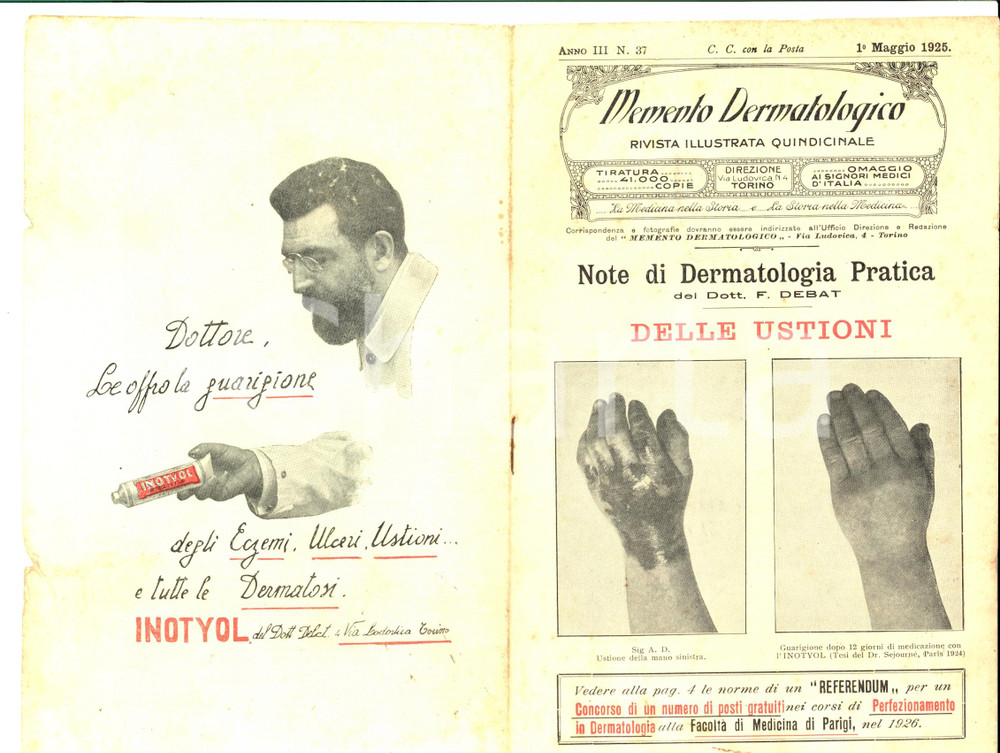 Dottore,
Le offro la guarigione
INOTYOL
degli Eczemi, Ulceri, Ustioni...
e tutte le Dermatosi.
INOTYOL del Dott Debat 4 Via Lodovica Torino
ANNO III N. 37 C. C. con la Posta 1º Maggio 1925.
Memento Dermatologico
RIVISTA ILLUSTRATA QUINDICINALE
TIRATURA
41.000
COPIE
DIREZIONE
Via Ludovica N 4
TORINO
OMAGGIO
AI SIGNORI MEDICI
D'ITALIA
La Mediana nella Storia e La Storia nella Medicina
Corrispondenza e fotografie dovranno essere indirizzate all'Ufficio Direzione e Redazione
del "MEMENTO DERMATOLOGICO„ - Via Ludovica, 4 - Torino
Note di Dermatologia Pratica
del Dott. F. DEBAT
DELLE USTIONI
Sig A. D.
Ustione della mano sinistra.
Guarigione dopo 12 giorni di medicazione con
l'INOTYOL (Tesi del Dr. Sejourné, Paris 1924)
Vedere alla pag. 4 le norme di un "REFERENDUM„ per un
Concorso di un numero di posti gratuiti nei corsi di Perfezionamento
in Dermatologia alla Facoltà di Medicina di Parigi, nel 1926.